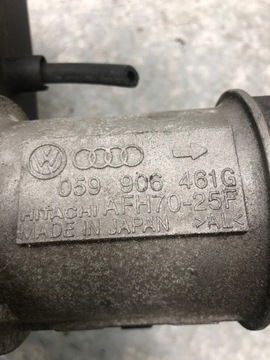 059 906 461G
HITACHI AFH70-25F
MADE IN JAPAN >AL<